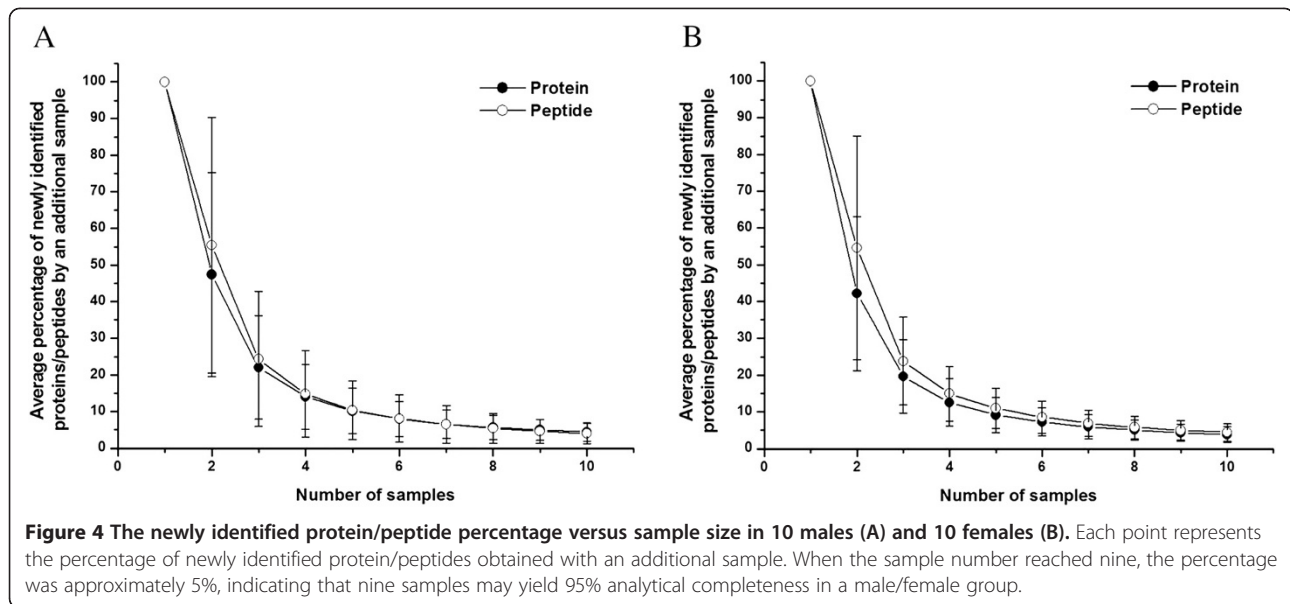 A
Average percentage of newly identified
proteins/peptides by an additional sample
100
90
80
70
60
50
40
30
20
10
0
0 2 4 6 8 10
Number of samples
Protein
Peptide
B
Average percentage of newly identified
proteins/peptides by an additional sample
100
90
80
70
60
50
40
30
20
10
0
0 2 4 6 8 10
Number of samples
Protein
Peptide
Figure 4 The newly identified protein/peptide percentage versus sample size in 10 males (A) and 10 females (B). Each point represents
the percentage of newly identified protein/peptides obtained with an additional sample. When the sample number reached nine, the percentage
was approximately 5%, indicating that nine samples may yield 95% analytical completeness in a male/female group.